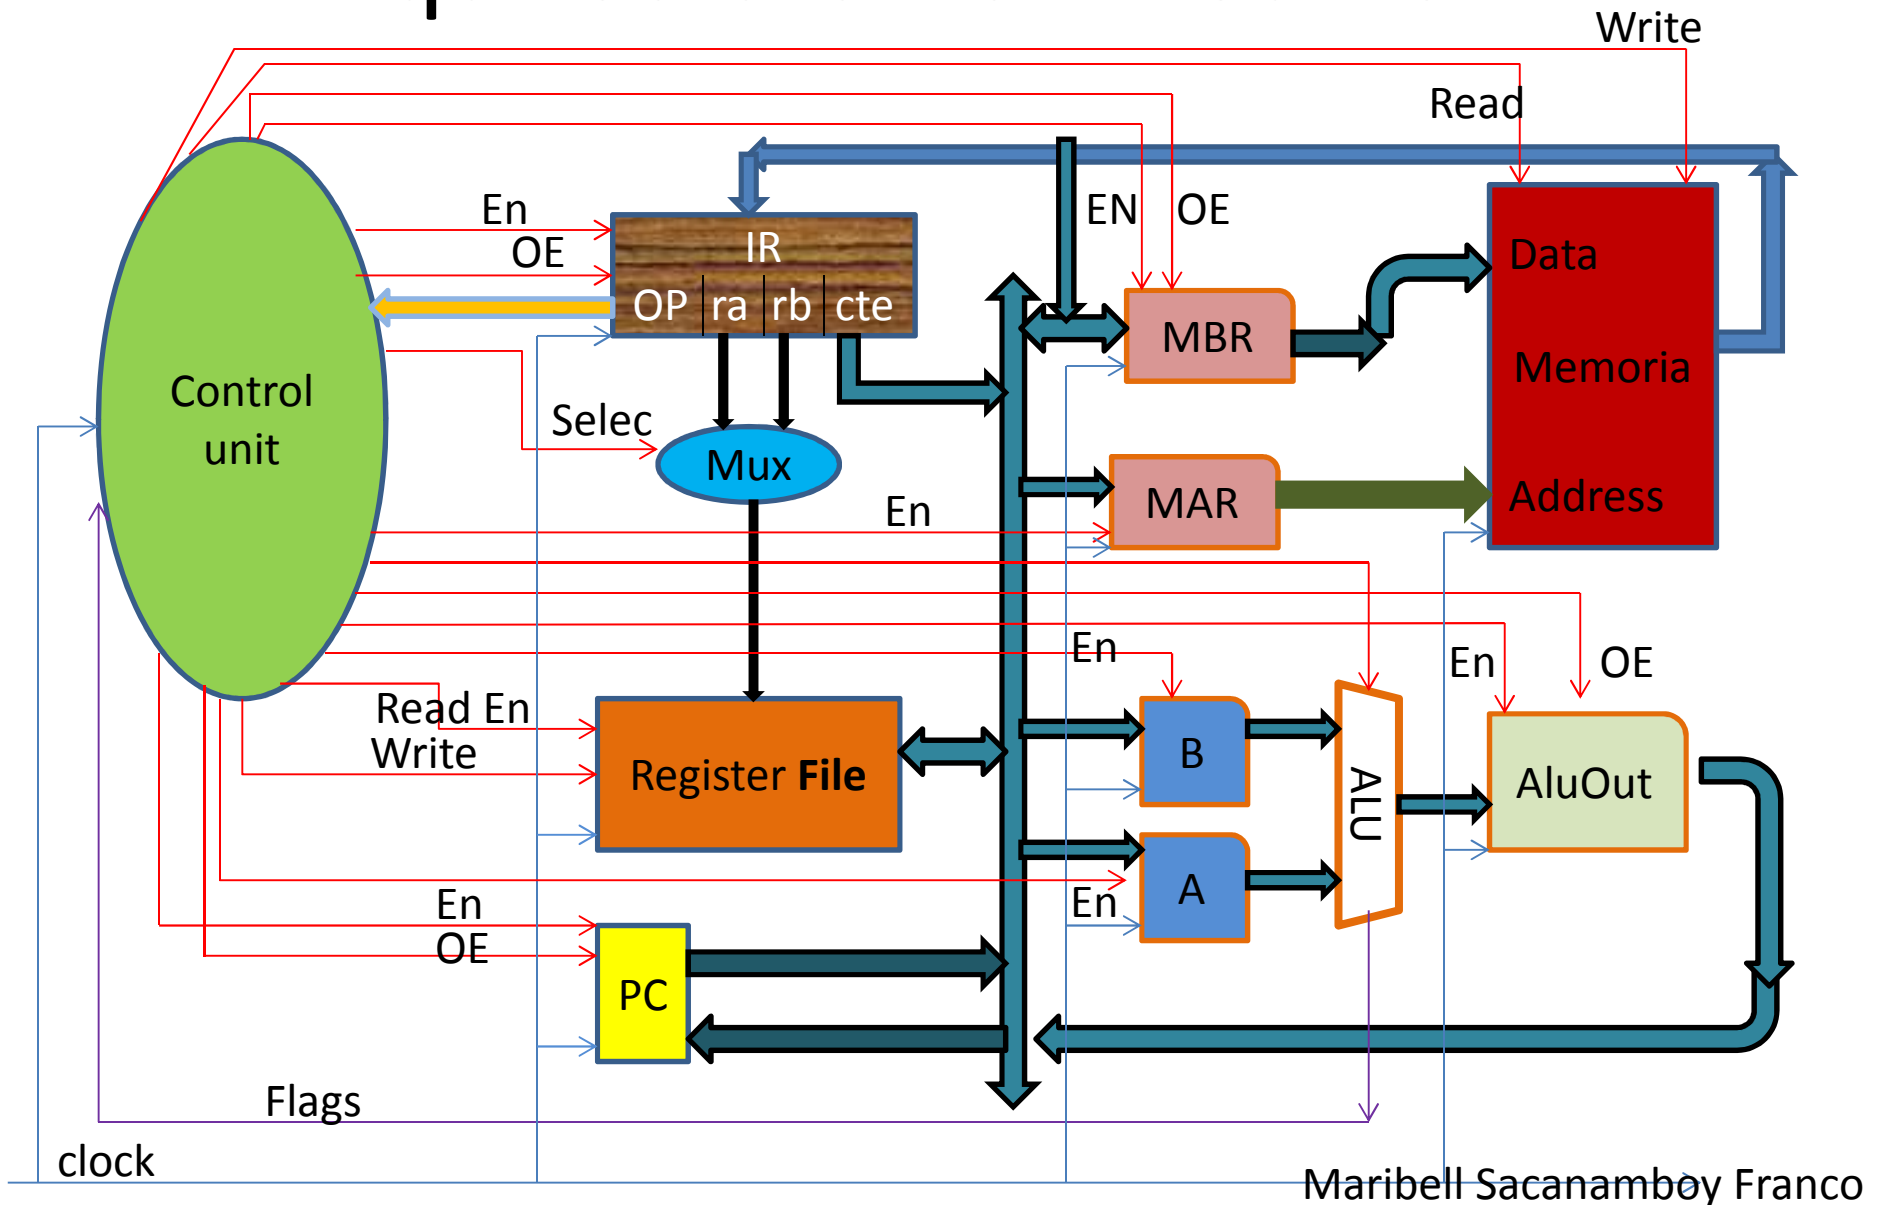 Write
Read
En
OE
EN OE
IR
OP ra rb cte
Data
MBR
Memoria
Control
unit
Selec
Mux
En
MAR
Address
En
En
OE
Read En
Write
Register File
B
ALU
AluOut
A
En
En
OE
PC
Flags
clock
Maribell Sacanamboy Franco